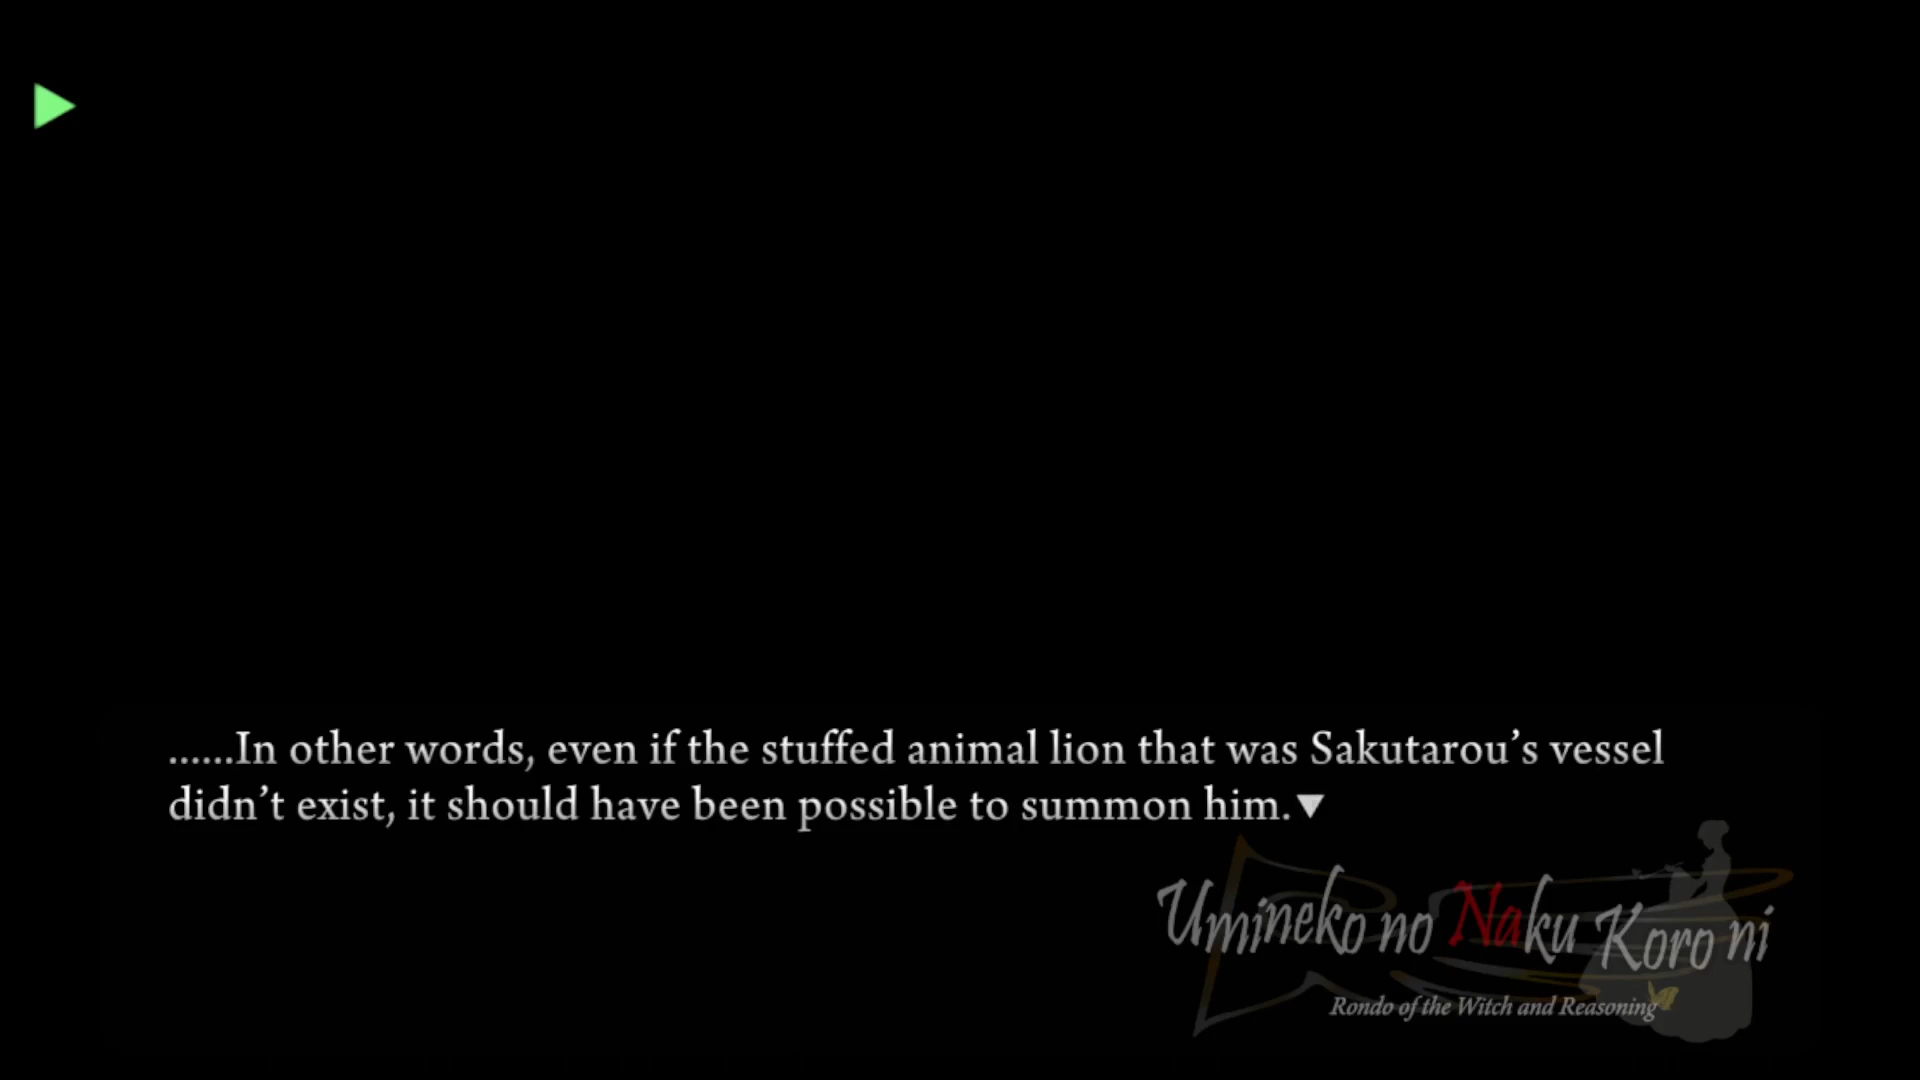 ......In other words, even if the stuffed animal lion that was Sakutarou’s vessel
didn’t exist, it should have been possible to summon him.
Umineko no Naku Koro ni
Rondo of the Witch and Reasoning